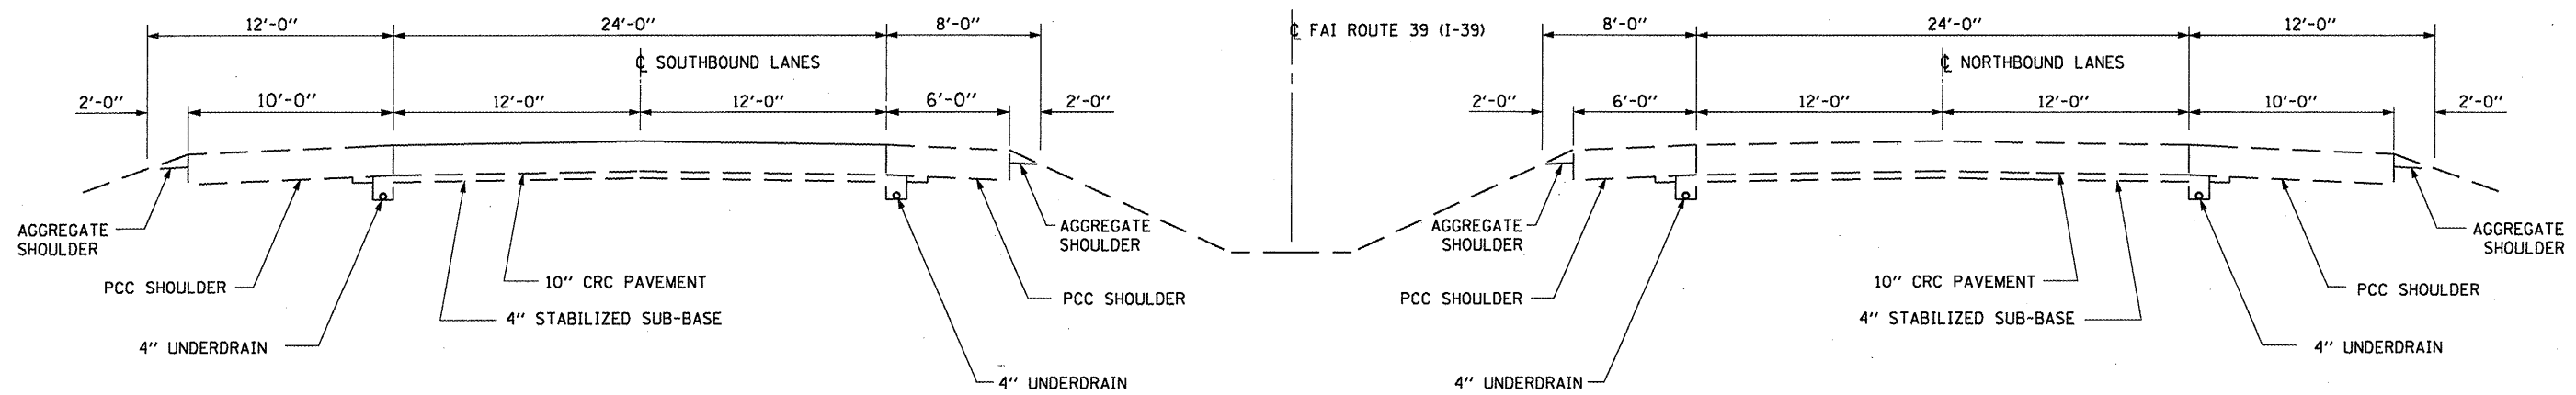 12'-0" 24'-0" 8'-0" ℄ FAI ROUTE 39 (I-39) 8'-0" 24'-0" 12'-0"
℄ SOUTHBOUND LANES ℄ NORTHBOUND LANES
2'-0" 10'-0" 12'-0" 12'-0" 6'-0" 2'-0" 2'-0" 6'-0" 12'-0" 12'-0" 10'-0" 2'-0"
AGGREGATE
SHOULDER
PCC SHOULDER
4" UNDERDRAIN
10" CRC PAVEMENT
4" STABILIZED SUB-BASE
4" UNDERDRAIN
AGGREGATE
SHOULDER
PCC SHOULDER
AGGREGATE
SHOULDER
PCC SHOULDER
4" UNDERDRAIN
10" CRC PAVEMENT
4" STABILIZED SUB-BASE
AGGREGATE
SHOULDER
PCC SHOULDER
4" UNDERDRAIN